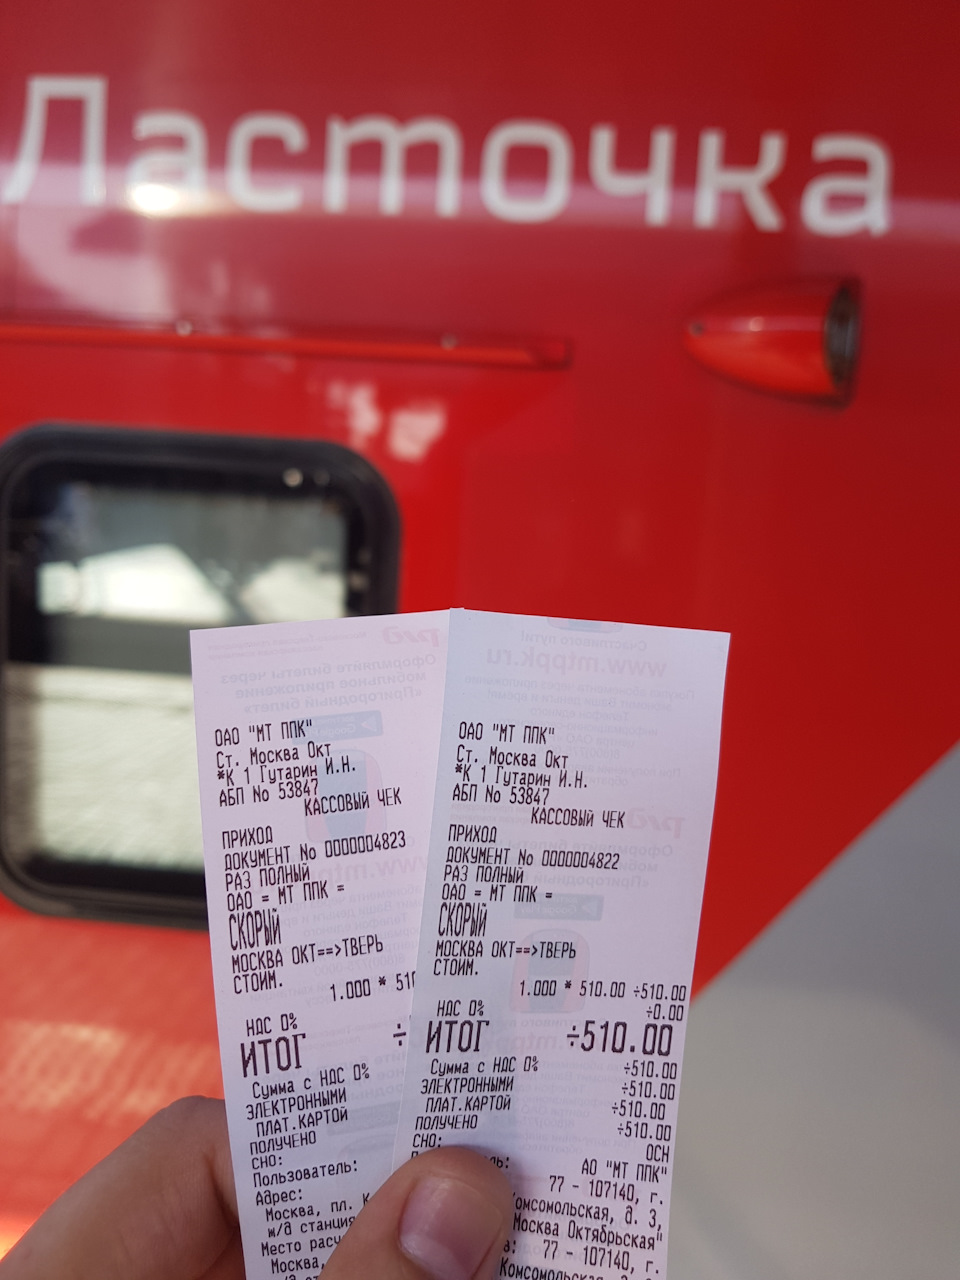 Ласточка
ОАО "МТ ППК"
Ст. Москва Окт
*К 1 Гутарин И.Н.
АБП No 53847
КАССОВЫЙ ЧЕК
ПРИХОД
ДОКУМЕНТ No 0000004823
РАЗ ПОЛНЫЙ
ОАО = МТ ППК =
СКОРЫЙ
МОСКВА ОКТ==>ТВЕРЬ
СТОИМ.
1.000 * 510
НДС 0%
ИТОГ ÷
Сумма с НДС 0%
ЭЛЕКТРОННЫМИ
ПЛАТ.КАРТОЙ
ПОЛУЧЕНО
СНО:
Пользователь:
Адрес:
Москва, пл. К
ж/д станция
Место расч
Москва,
ОАО "МТ ППК"
Ст. Москва Окт
*К 1 Гутарин И.Н.
АБП No 53847
КАССОВЫЙ ЧЕК
ПРИХОД
ДОКУМЕНТ No 0000004822
РАЗ ПОЛНЫЙ
ОАО = МТ ППК =
СКОРЫЙ
МОСКВА ОКТ==>ТВЕРЬ
СТОИМ.
1.000 * 510.00 ÷510.00
НДС 0% ÷0.00
ИТОГ ÷510.00
Сумма с НДС 0% ÷510.00
ЭЛЕКТРОННЫМИ ÷510.00
ПЛАТ.КАРТОЙ ÷510.00
ПОЛУЧЕНО ÷510.00
СНО: ОСН
ль: АО "МТ ППК"
77 - 107140, г.
Комсомольская, д. 3,
Москва Октябрьская"
а: 77 - 107140, г.
Комсомольская